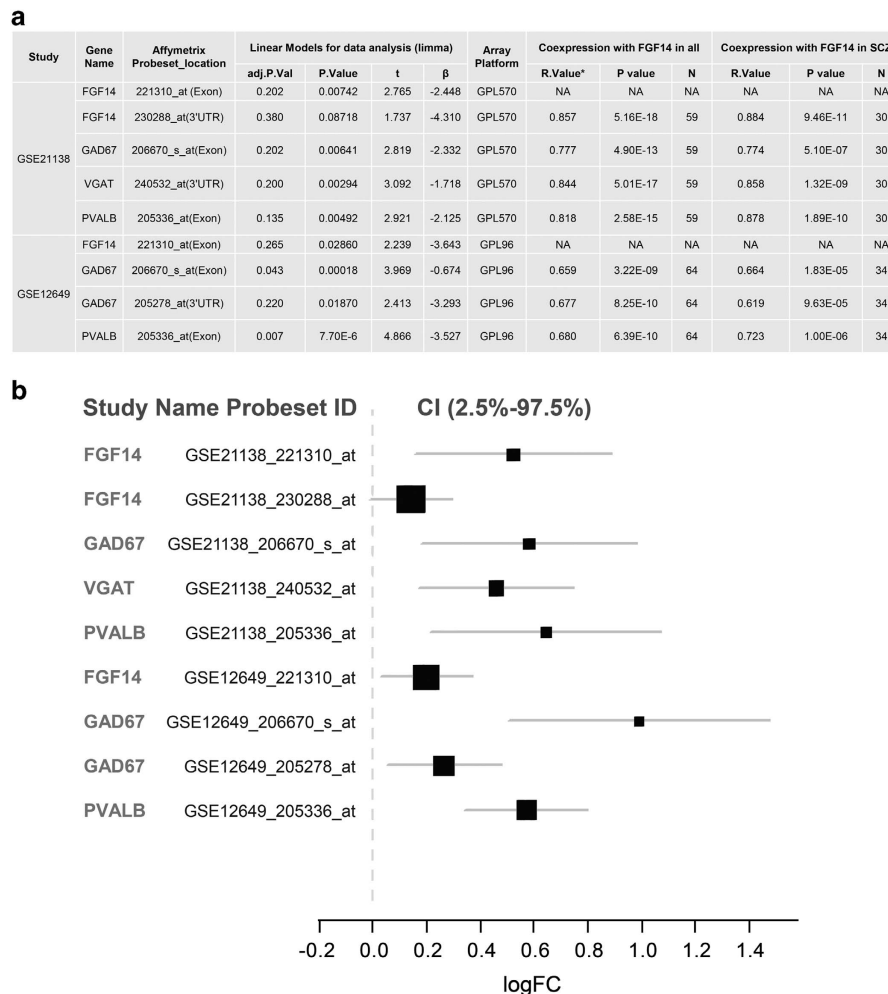 a
Study Gene Name Affymetrix Probeset_location Linear Models for data analysis (limma) Array Platform Coexpression with FGF14 in all Coexpression with FGF14 in SCZ
adj.P.Val P.Value t β R.Value* P value N R.Value P value N
GSE21138
FGF14 221310_at (Exon) 0.202 0.00742 2.765 -2.448 GPL570 NA NA NA NA NA NA
FGF14 230288_at(3'UTR) 0.380 0.08718 1.737 -4.310 GPL570 0.857 5.16E-18 59 0.884 9.46E-11 30
GAD67 206670_s_at(Exon) 0.202 0.00641 2.819 -2.332 GPL570 0.777 4.90E-13 59 0.774 5.10E-07 30
VGAT 240532_at(3'UTR) 0.200 0.00294 3.092 -1.718 GPL570 0.844 5.01E-17 59 0.858 1.32E-09 30
PVALB 205336_at(Exon) 0.135 0.00492 2.921 -2.125 GPL570 0.818 2.58E-15 59 0.878 1.89E-10 30
GSE12649
FGF14 221310_at(Exon) 0.265 0.02860 2.239 -3.643 GPL96 NA NA NA NA NA NA
GAD67 206670_s_at(Exon) 0.043 0.00018 3.969 -0.674 GPL96 0.659 3.22E-09 64 0.664 1.83E-05 34
GAD67 205278_at(3'UTR) 0.220 0.01870 2.413 -3.293 GPL96 0.677 8.25E-10 64 0.619 9.63E-05 34
PVALB 205336_at(Exon) 0.007 7.70E-6 4.866 -3.527 GPL96 0.680 6.39E-10 64 0.723 1.00E-06 34
b
Study Name Probeset ID CI (2.5%-97.5%)
FGF14 GSE21138_221310_at
FGF14 GSE21138_230288_at
GAD67 GSE21138_206670_s_at
VGAT GSE21138_240532_at
PVALB GSE21138_205336_at
FGF14 GSE12649_221310_at
GAD67 GSE12649_206670_s_at
GAD67 GSE12649_205278_at
PVALB GSE12649_205336_at
-0.2 0.0 0.2 0.4 0.6 0.8 1.0 1.2 1.4
logFC